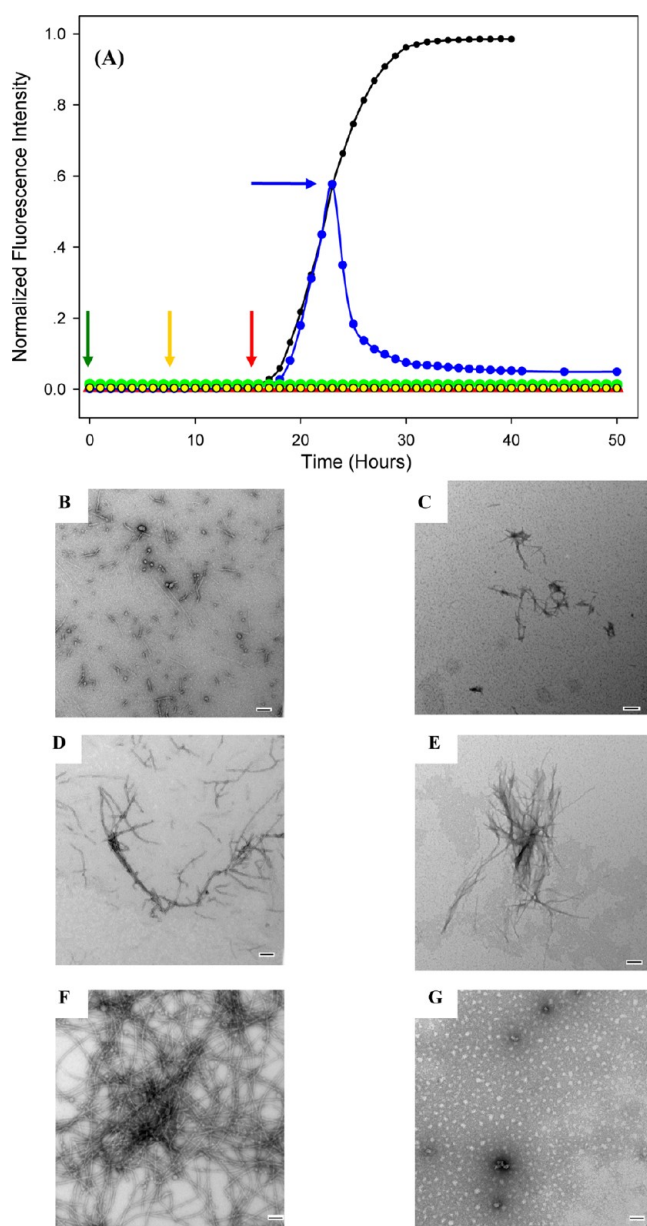 (A)
Normalized Fluorescence Intensity
1.0
.8
.6
.4
.2
0.0
0 10 20 30 40 50
Time (Hours)
B
C
D
E
F
G